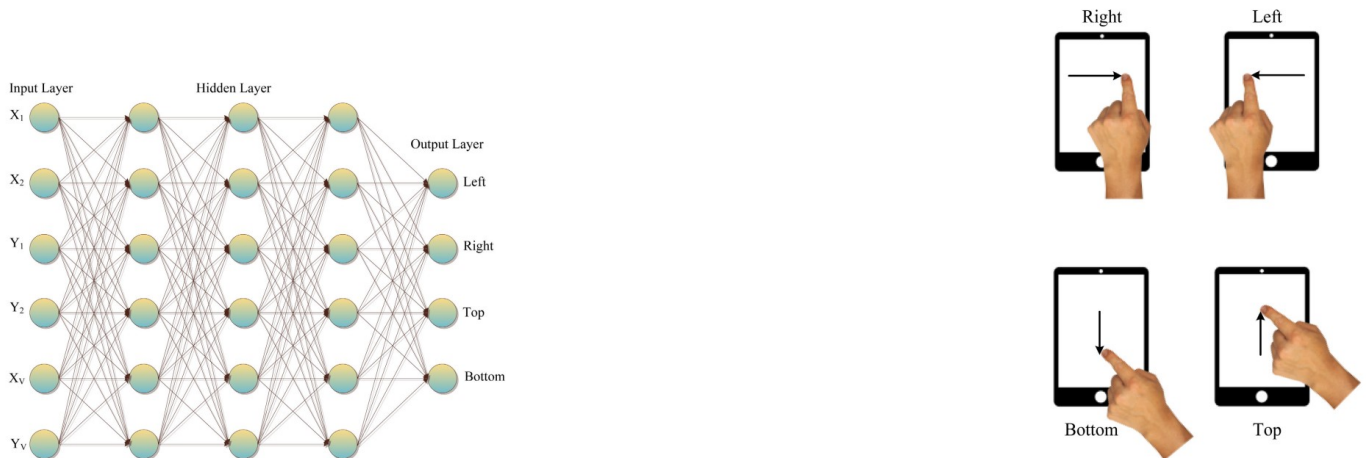 Input Layer
Hidden Layer
Output Layer
X1
X2
Y1
Y2
XV
YV
Left
Right
Top
Bottom
Right
Left
Bottom
Top